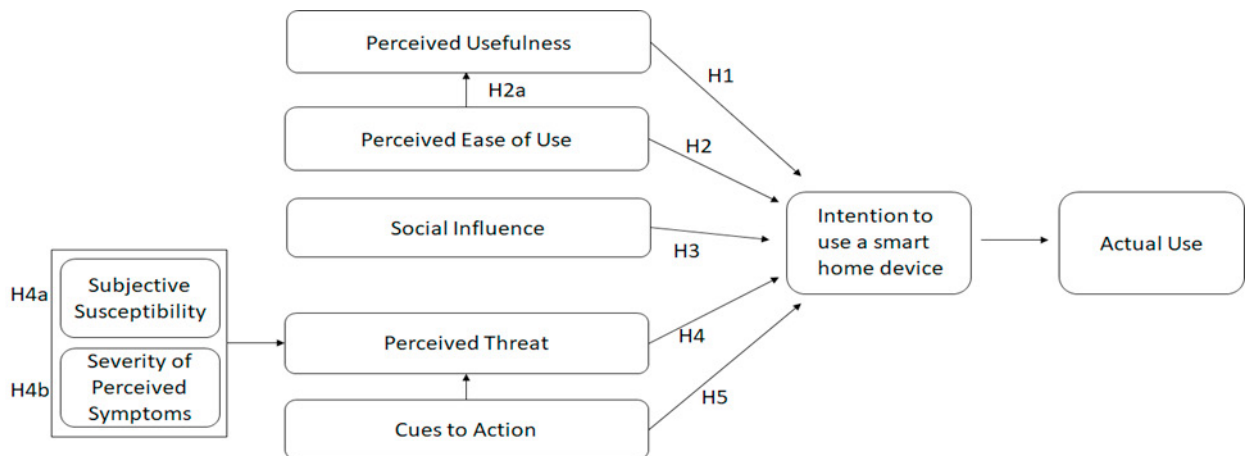 Perceived Usefulness
H1
H2a
Perceived Ease of Use
H2
Social Influence
H3
Intention to
use a smart
home device
Actual Use
H4a
Subjective
Susceptibility
H4b
Severity of
Perceived
Symptoms
Perceived Threat
H4
Cues to Action
H5